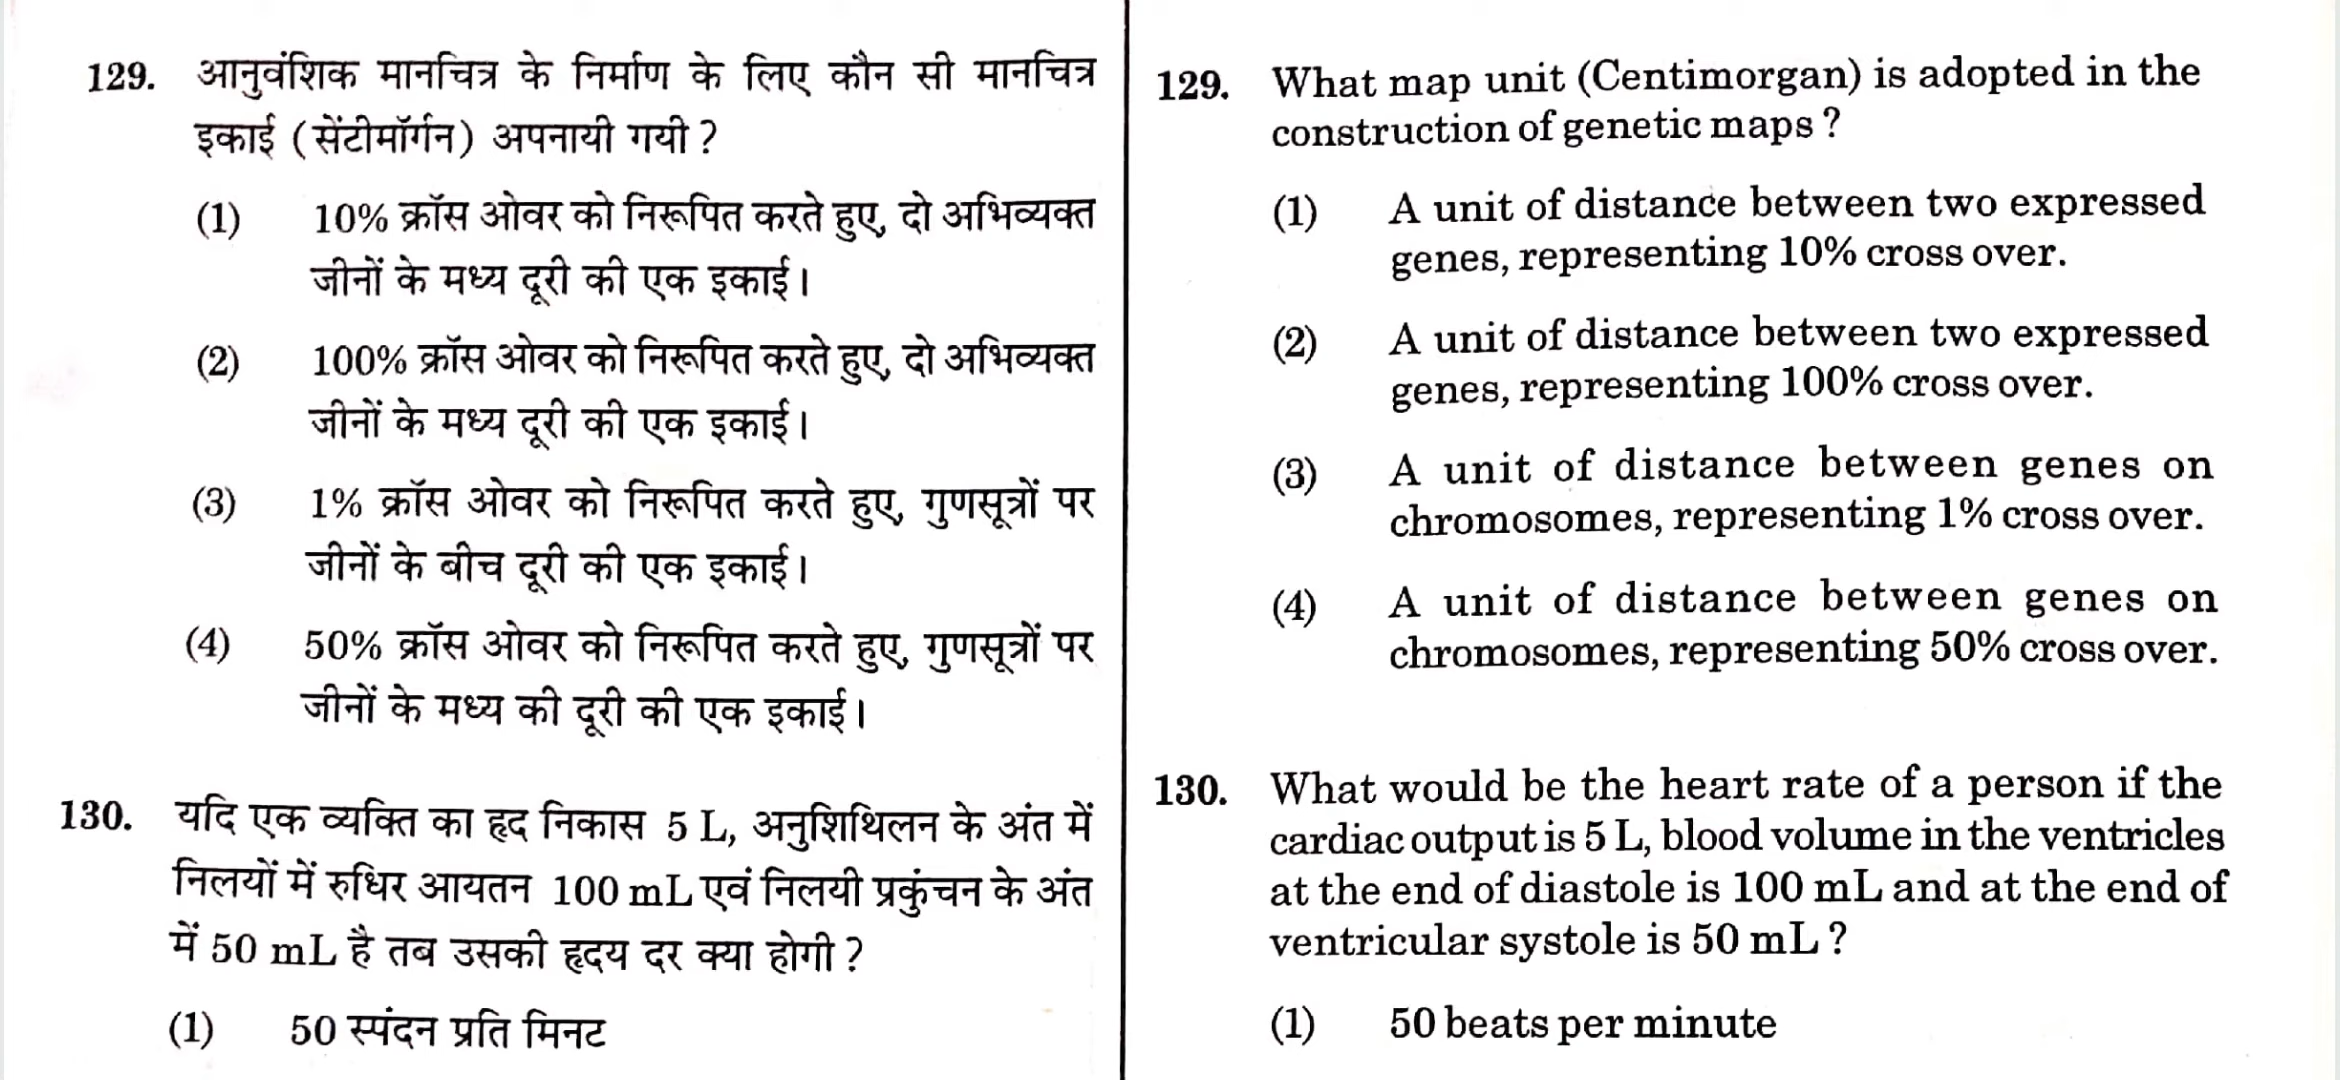 129. आनुवंशिक मानचित्र के निर्माण के लिए कौन सी मानचित्र
इकाई (सेंटीमॉर्गन) अपनायी गयी ?
(1) 10% क्रॉस ओवर को निरूपित करते हुए, दो अभिव्यक्त
जीनों के मध्य दूरी की एक इकाई।
(2) 100% क्रॉस ओवर को निरूपित करते हुए, दो अभिव्यक्त
जीनों के मध्य दूरी की एक इकाई।
(3) 1% क्रॉस ओवर को निरूपित करते हुए, गुणसूत्रों पर
जीनों के बीच दूरी की एक इकाई।
(4) 50% क्रॉस ओवर को निरूपित करते हुए, गुणसूत्रों पर
जीनों के मध्य की दूरी की एक इकाई।
130. यदि एक व्यक्ति का हृद निकास 5 L, अनुशिथिलन के अंत में
निलयों में रुधिर आयतन 100 mL एवं निलयी प्रकुंचन के अंत
में 50 mL है तब उसकी हृदय दर क्या होगी ?
(1) 50 स्पंदन प्रति मिनट
129. What map unit (Centimorgan) is adopted in the
construction of genetic maps ?
(1) A unit of distance between two expressed
genes, representing 10% cross over.
(2) A unit of distance between two expressed
genes, representing 100% cross over.
(3) A unit of distance between genes on
chromosomes, representing 1% cross over.
(4) A unit of distance between genes on
chromosomes, representing 50% cross over.
130. What would be the heart rate of a person if the
cardiac output is 5 L, blood volume in the ventricles
at the end of diastole is 100 mL and at the end of
ventricular systole is 50 mL ?
(1) 50 beats per minute